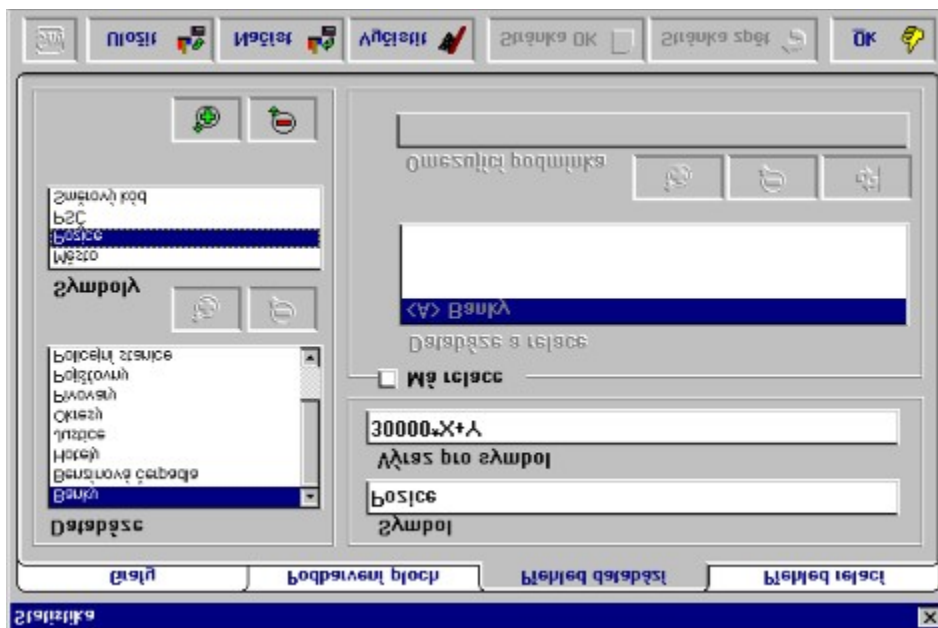 Statistika
Grafy
Podbarvení ploch
Přehled databází
Přehled relací
Databáze
Banky
Benzínová čerpadla
Hotely
Justice
Okresy
Pivovary
Pojišťovny
Policejní stanice
Symboly
Město
Pozice
PSČ
Směrový kód
Symbol
Pozice
Výraz pro symbol
30000*X+Y
Má relace
Databáze a relace
<A> Banky
Omezující podmínka
Uložit
Načíst
Vyčistit
Stránka OK
Stránka zpět
Ok